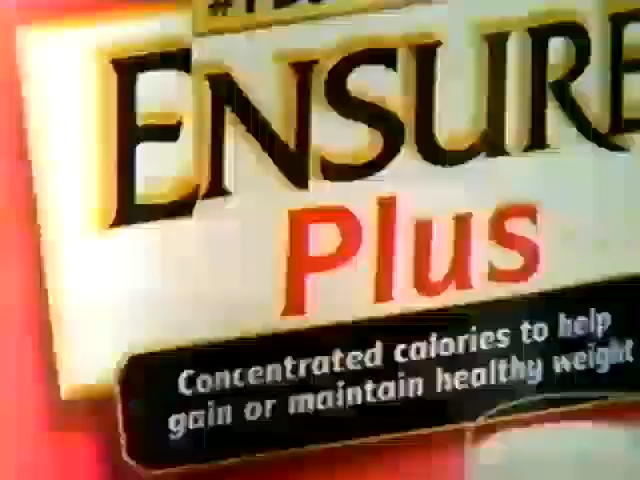 ENSURE
Plus
Concentrated calories to help
gain or maintain healthy weight